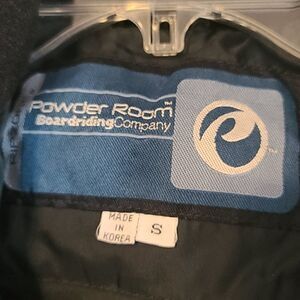 Powder Room™
BoardridingCompany
MADE
IN
KOREA
S